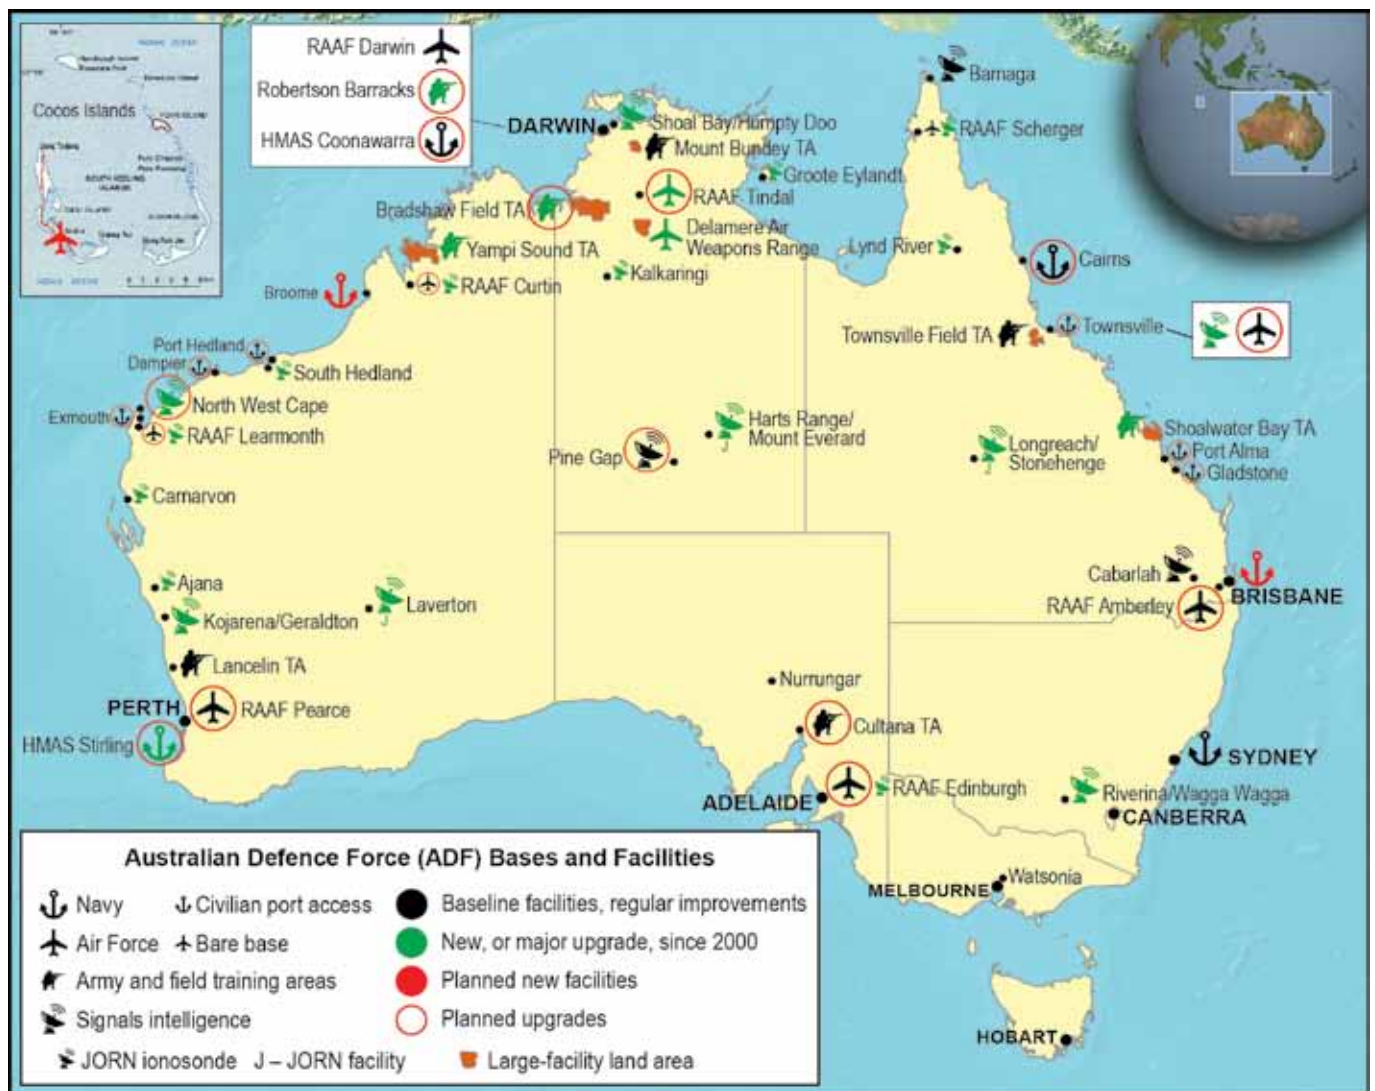 Cocos Islands
SOUTH KEELING
ISLANDS
RAAF Darwin
Robertson Barracks
HMAS Coonawarra
DARWIN
Shoal Bay/Humpty Doo
Mount Bundey TA
Groote Eylandt
RAAF Tindal
Bradshaw Field TA
Delamere Air
Weapons Range
Yampi Sound TA
Kalkaringi
RAAF Curtin
Broome
Bamaga
RAAF Scherger
Lynd River
Cairns
Townsville Field TA
Townsville
Port Hedland
Dampier
South Hedland
North West Cape
Exmouth
RAAF Learmonth
Harts Range/
Mount Everard
Pine Gap
Longreach/
Stonehenge
Shoalwater Bay TA
Port Alma
Gladstone
Carnarvon
Ajana
Kojarena/Geraldton
Laverton
Lancelin TA
Cabarlah
BRISBANE
RAAF Amberley
PERTH
RAAF Pearce
HMAS Stirling
Nurrungar
Cultana TA
ADELAIDE
RAAF Edinburgh
SYDNEY
Riverina/Wagga Wagga
CANBERRA
Watsonia
MELBOURNE
HOBART
Australian Defence Force (ADF) Bases and Facilities
Navy
Civilian port access
Baseline facilities, regular improvements
Air Force
Bare base
New, or major upgrade, since 2000
Army and field training areas
Planned new facilities
Signals intelligence
Planned upgrades
JORN ionosonde
J – JORN facility
Large-facility land area